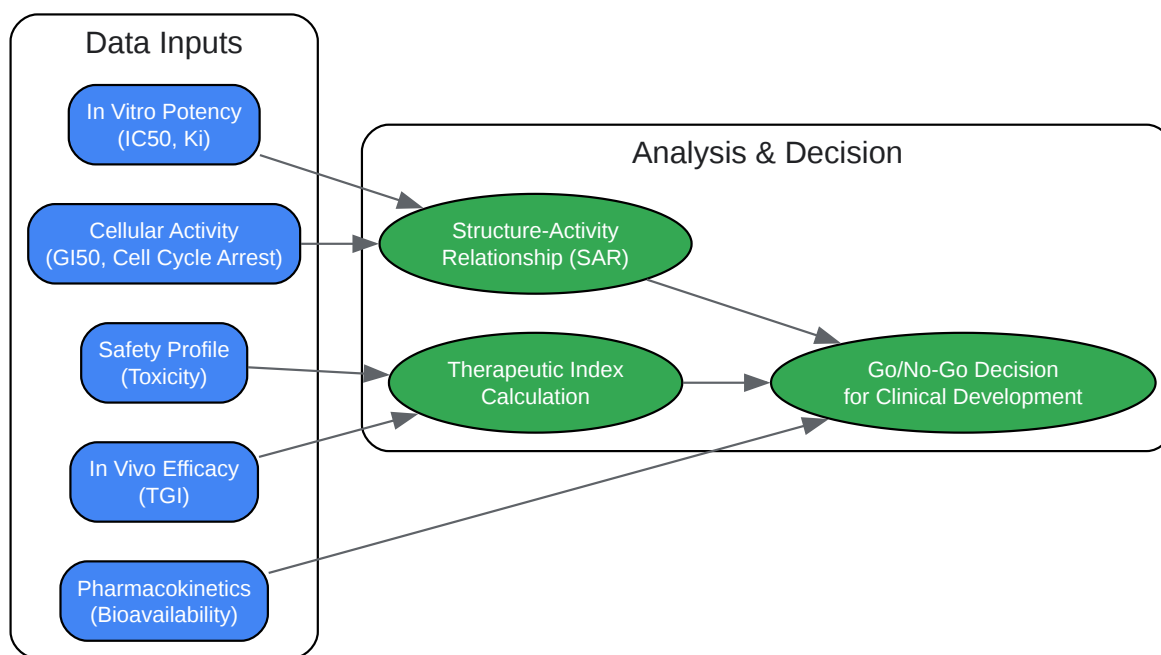 Data Inputs
In Vitro Potency
(IC50, Ki)
Cellular Activity
(GI50, Cell Cycle Arrest)
Safety Profile
(Toxicity)
In Vivo Efficacy
(TGI)
Pharmacokinetics
(Bioavailability)
Analysis & Decision
Structure-Activity
Relationship (SAR)
Therapeutic Index
Calculation
Go/No-Go Decision
for Clinical Development